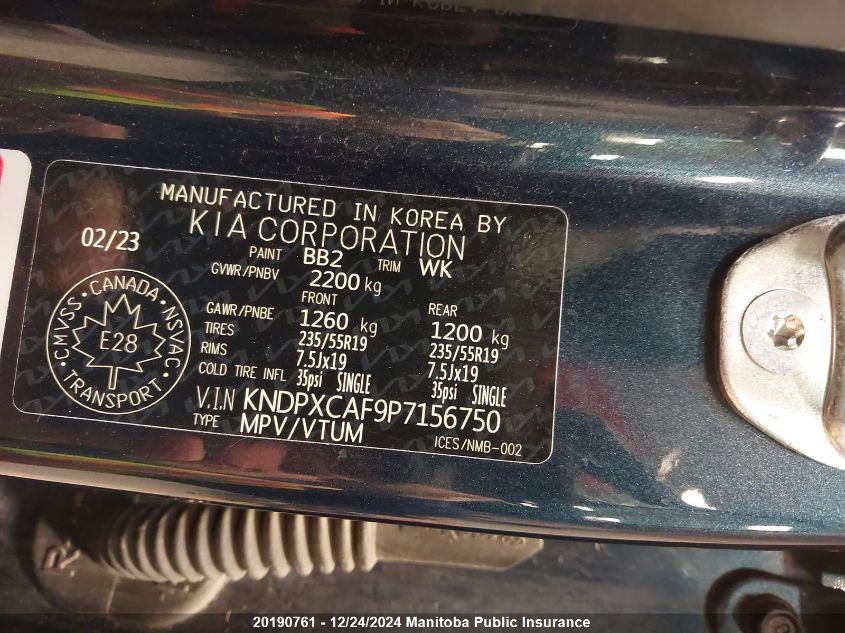 MANUFACTURED IN KOREA BY
KIA CORPORATION
02/23
PAINT BB2 TRIM WK
GVWR/PNBV 2200 kg
FRONT REAR
GAWR/PNBE 1260 kg 1200 kg
TIRES 235/55R19 235/55R19
RIMS 7.5Jx19 7.5Jx19
COLD TIRE INFL 35psi SINGLE 35psi SINGLE
V.I.N KNDPXCAF9P7156750
TYPE MPV/VTUM ICES/NMB-002
CMVSS · CANADA · NSVAC · TRANSPORT ·
E28
R
20190761 - 12/24/2024 Manitoba Public Insurance